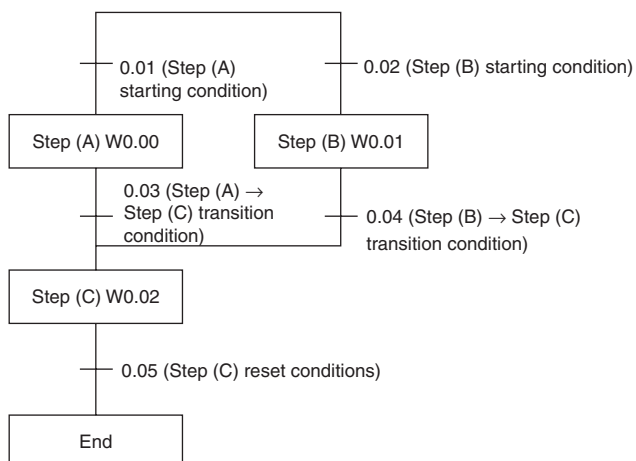 0.01 (Step (A)
starting condition)
0.02 (Step (B) starting condition)
Step (A) W0.00
Step (B) W0.01
0.03 (Step (A) →
Step (C) transition
condition)
0.04 (Step (B) → Step (C)
transition condition)
Step (C) W0.02
0.05 (Step (C) reset conditions)
End